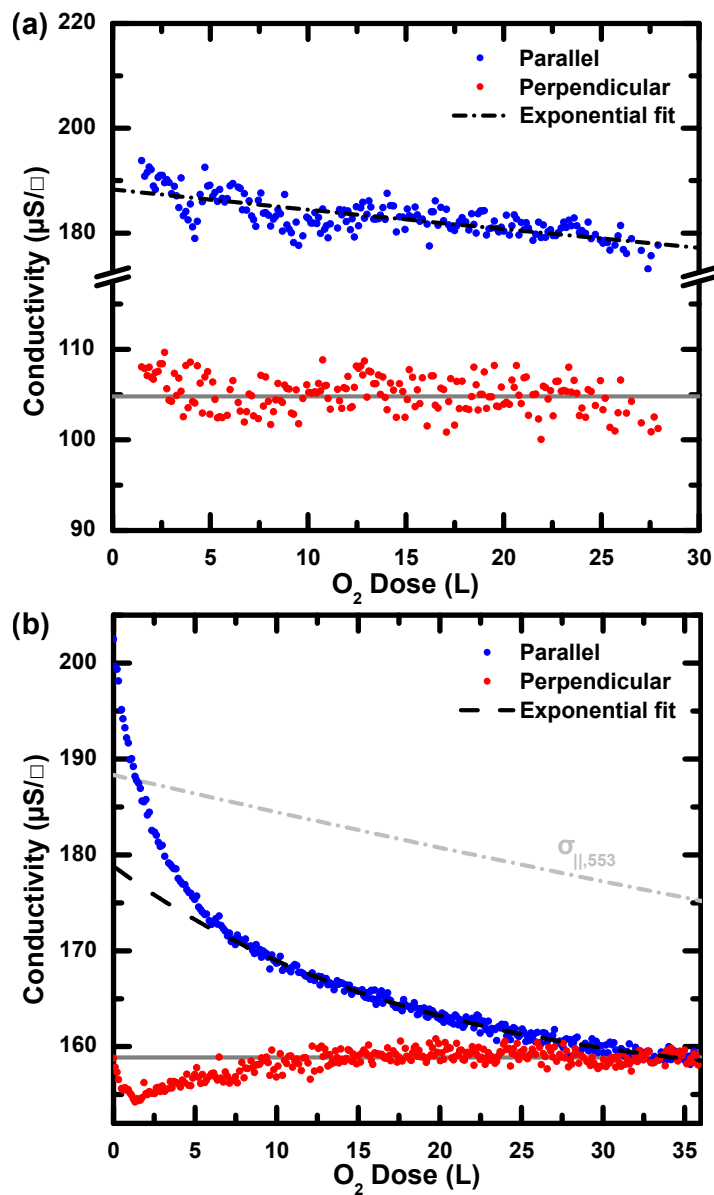 (a)
220
200
180
110
100
90
Conductivity (µS/□)
Parallel
Perpendicular
Exponential fit
0 5 10 15 20 25 30
O₂ Dose (L)
(b)
200
190
180
170
160
Conductivity (µS/□)
Parallel
Perpendicular
Exponential fit
σ||,553
0 5 10 15 20 25 30 35
O₂ Dose (L)